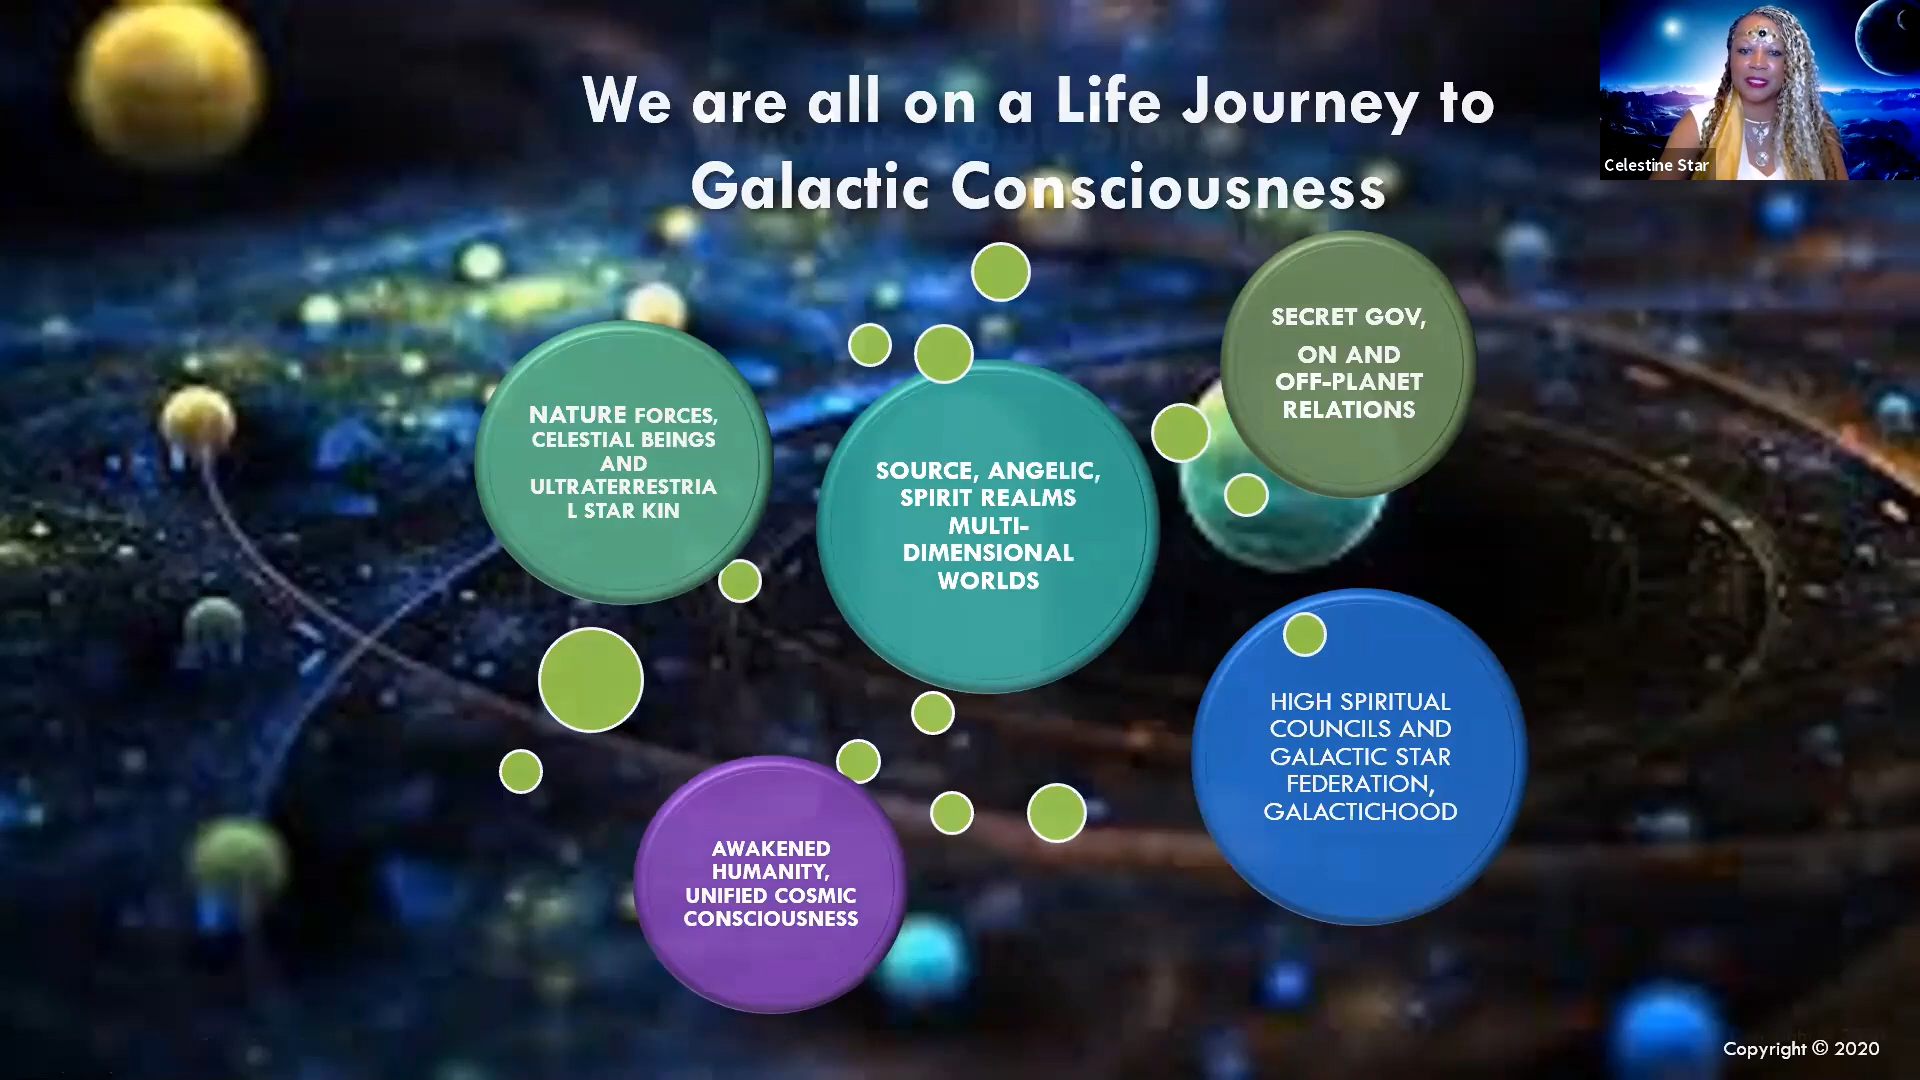 We are all on a Life Journey to
Galactic Consciousness
Celestine Star
SECRET GOV,
ON AND
OFF-PLANET
RELATIONS
NATURE FORCES,
CELESTIAL BEINGS
AND
ULTRATERRESTRIA
L STAR KIN
SOURCE, ANGELIC,
SPIRIT REALMS
MULTI-
DIMENSIONAL
WORLDS
HIGH SPIRITUAL
COUNCILS AND
GALACTIC STAR
FEDERATION,
GALACTICHOOD
AWAKENED
HUMANITY,
UNIFIED COSMIC
CONSCIOUSNESS
Copyright © 2020